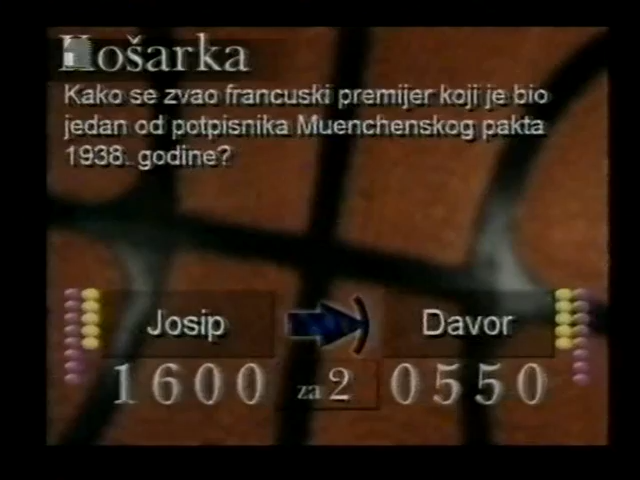 Košarka
Kako se zvao francuski premijer koji je bio
jedan od potpisnika Muenchenskog pakta
1938. godine?
Josip
Davor
1600
za 2
0550